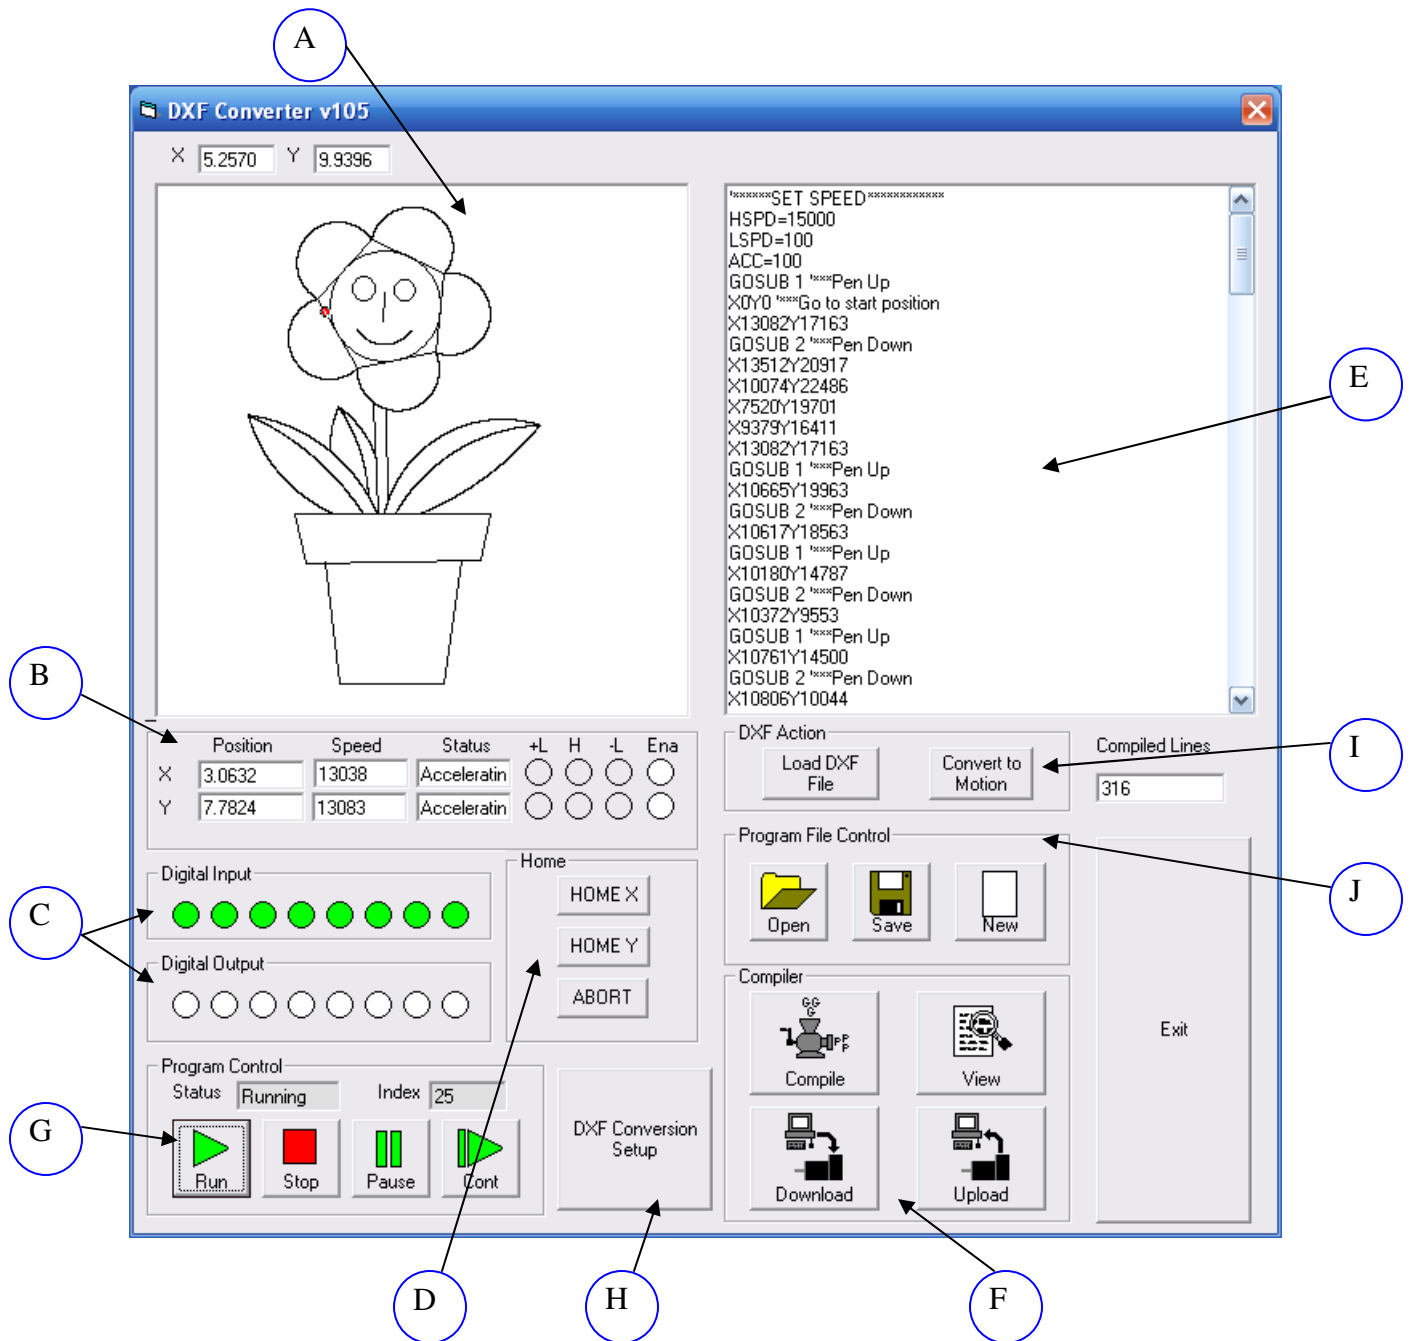 A
DXF Converter v105
X 5.2570 Y 9.9396
'******SET SPEED************
HSPD=15000
LSPD=100
ACC=100
GOSUB 1 '***Pen Up
X0Y0 '***Go to start position
X13082Y17163
GOSUB 2 '***Pen Down
X13512Y20917
X10074Y22486
X7520Y19701
X9379Y16411
X13082Y17163
GOSUB 1 '***Pen Up
X10665Y19963
GOSUB 2 '***Pen Down
X10617Y18563
GOSUB 1 '***Pen Up
X10180Y14787
GOSUB 2 '***Pen Down
X10372Y9553
GOSUB 1 '***Pen Up
X10761Y14500
GOSUB 2 '***Pen Down
X10806Y10044
E
B
Position Speed Status +L H -L Ena
X 3.0632 13038 Acceleratin
Y 7.7824 13083 Acceleratin
DXF Action
Load DXF
File
Convert to
Motion
Compiled Lines
316
I
Digital Input
C
Digital Output
Home
HOME X
HOME Y
ABORT
Program File Control
Open Save New
J
Compiler
G G
G
P P
P
Compile View
Download Upload
Exit
Program Control
Status Running Index 25
Run Stop Pause Cont
G
DXF Conversion
Setup
D
H
F